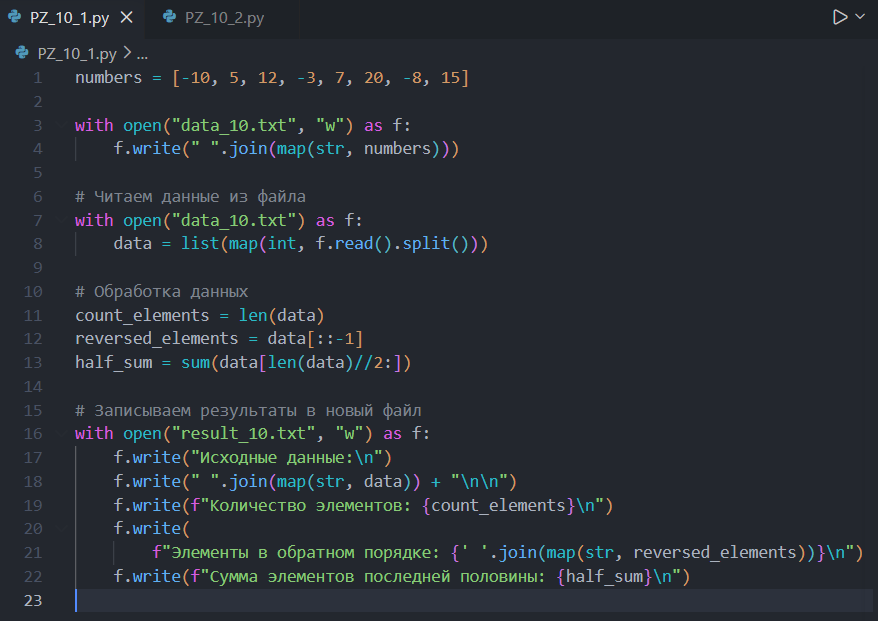 PZ_10_1.py PZ_10_2.py
PZ_10_1.py > ...
1 numbers = [-10, 5, 12, -3, 7, 20, -8, 15]
2
3 with open("data_10.txt", "w") as f:
4     f.write(" ".join(map(str, numbers)))
5
6 # Читаем данные из файла
7 with open("data_10.txt") as f:
8     data = list(map(int, f.read().split()))
9
10 # Обработка данных
11 count_elements = len(data)
12 reversed_elements = data[::-1]
13 half_sum = sum(data[len(data)//2:])
14
15 # Записываем результаты в новый файл
16 with open("result_10.txt", "w") as f:
17     f.write("Исходные данные:\n")
18     f.write(" ".join(map(str, data)) + "\n\n")
19     f.write(f"Количество элементов: {count_elements}\n")
20     f.write(
21         f"Элементы в обратном порядке: {' '.join(map(str, reversed_elements))}\n")
22     f.write(f"Сумма элементов последней половины: {half_sum}\n")
23